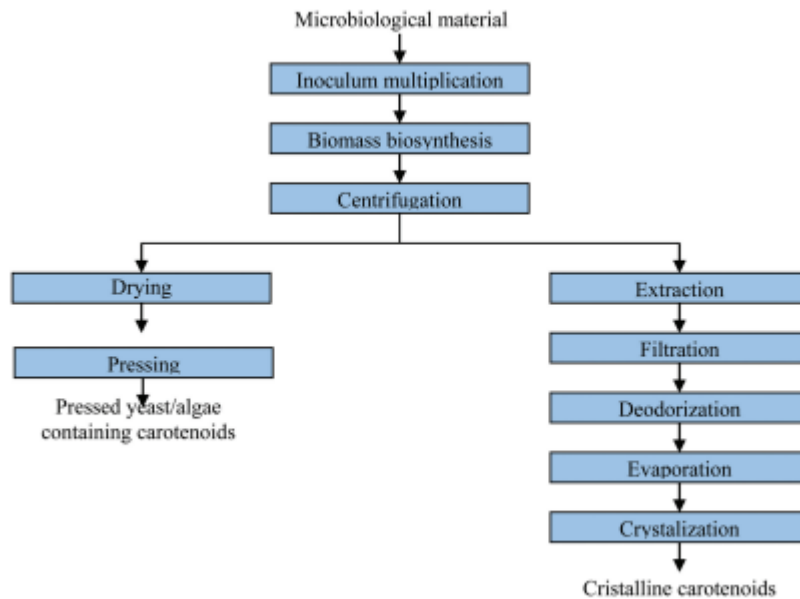 Microbiological material
Inoculum multiplication
Biomass biosynthesis
Centrifugation
Drying
Pressing
Pressed yeast/algae
containing carotenoids
Extraction
Filtration
Deodorization
Evaporation
Crystalization
Cristalline carotenoids